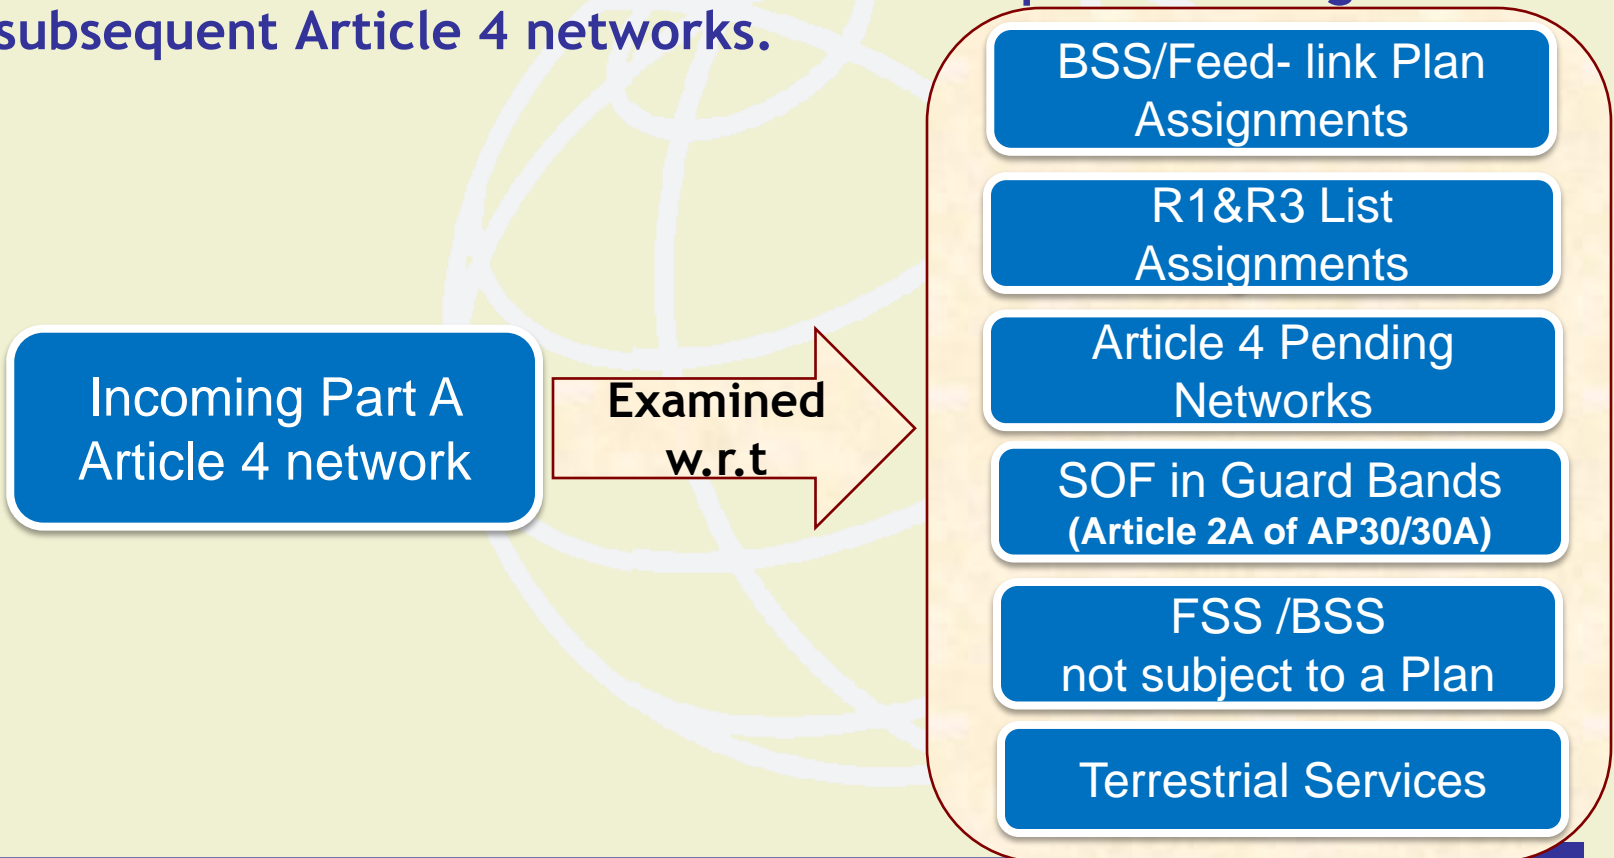 subsequent Article 4 networks.
BSS/Feed- link Plan
Assignments
R1&R3 List
Assignments
Article 4 Pending
Networks
Incoming Part A
Article 4 network
Examined
w.r.t
SOF in Guard Bands
(Article 2A of AP30/30A)
FSS /BSS
not subject to a Plan
Terrestrial Services